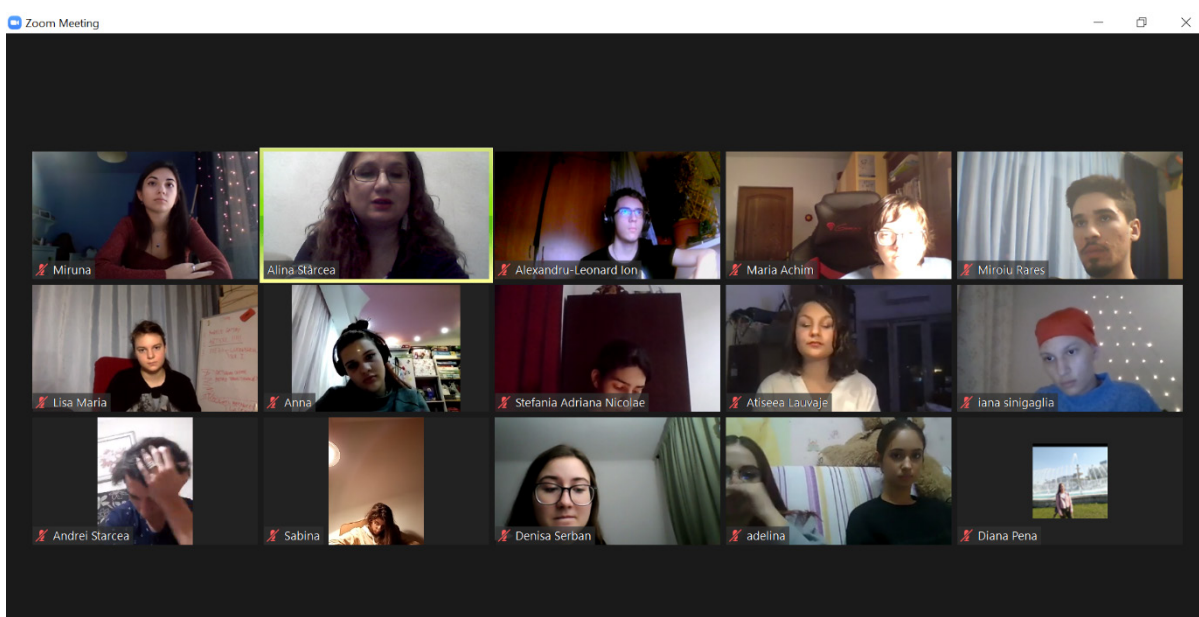 Zoom Meeting
Miruna
Alina Stârcea
Alexandru-Leonard Ion
Maria Achim
Miroiu Rares
Lisa Maria
Anna
Stefania Adriana Nicolae
Atiseea Lauvaje
iana sinigaglia
Andrei Starcea
Sabina
Denisa Serban
adelina
Diana Pena